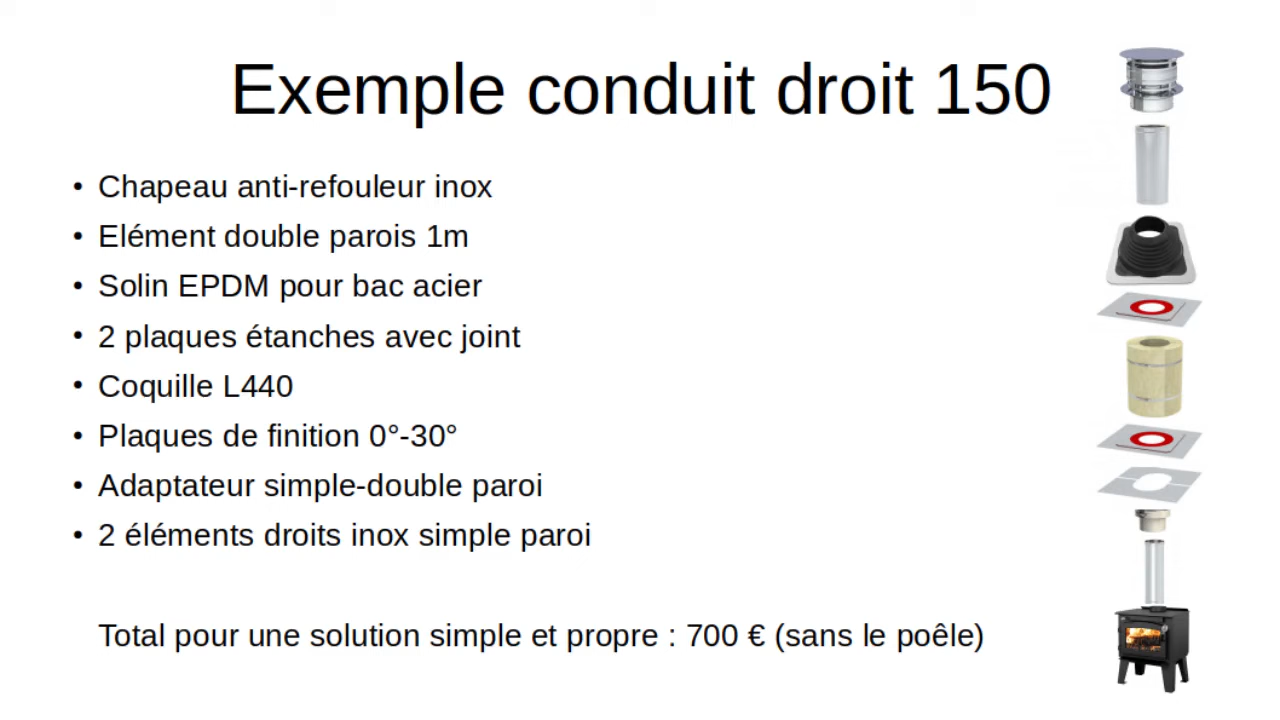 Exemple conduit droit 150
• Chapeau anti-refouleur inox
• Elément double parois 1m
• Solin EPDM pour bac acier
• 2 plaques étanches avec joint
• Coquille L440
• Plaques de finition 0°-30°
• Adaptateur simple-double paroi
• 2 éléments droits inox simple paroi
Total pour une solution simple et propre : 700 € (sans le poêle)